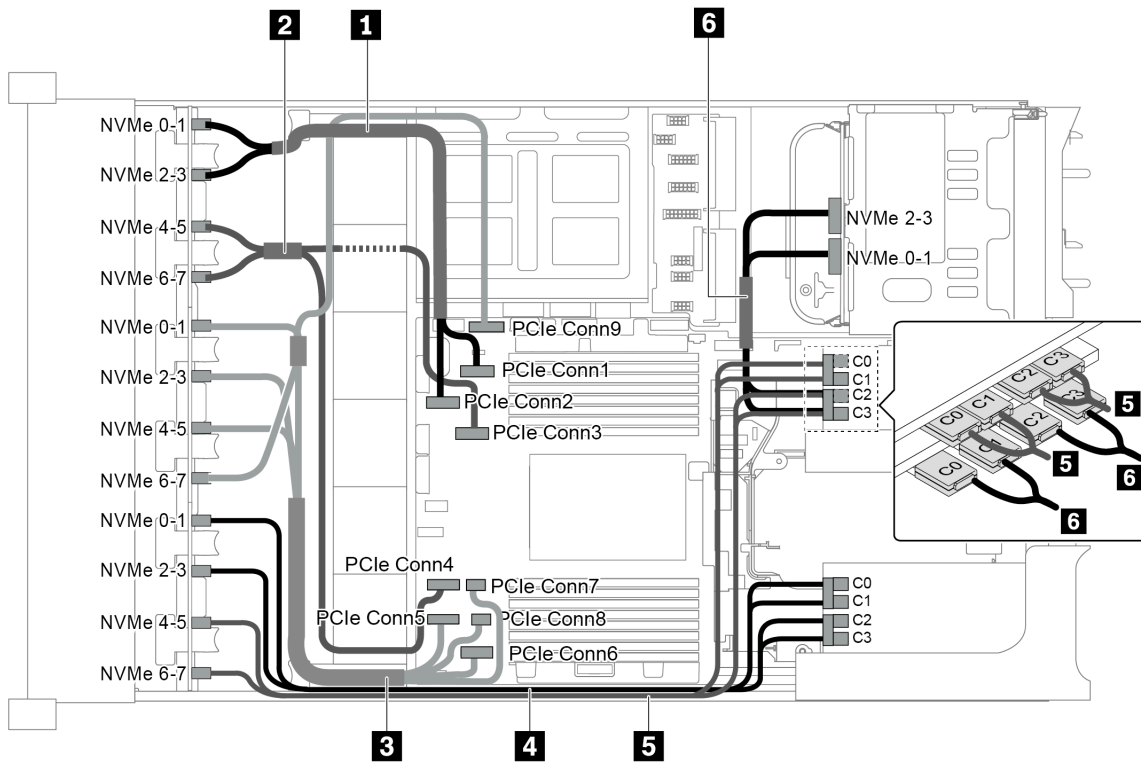 2
1
6
NVMe 0-1
NVMe 2-3
NVMe 4-5
NVMe 6-7
NVMe 0-1
NVMe 2-3
NVMe 4-5
NVMe 6-7
NVMe 0-1
NVMe 2-3
NVMe 4-5
NVMe 6-7
NVMe 2-3
NVMe 0-1
6
PCIe Conn9
PCIe Conn1
PCIe Conn2
PCIe Conn3
C0
C1
C2
C3
C3
C2
C3
C1
C2
C0
C1
C0
5
5
6
6
PCIe Conn4
PCIe Conn7
PCIe Conn5
PCIe Conn8
PCIe Conn6
C0
C1
C2
C3
3
4
5